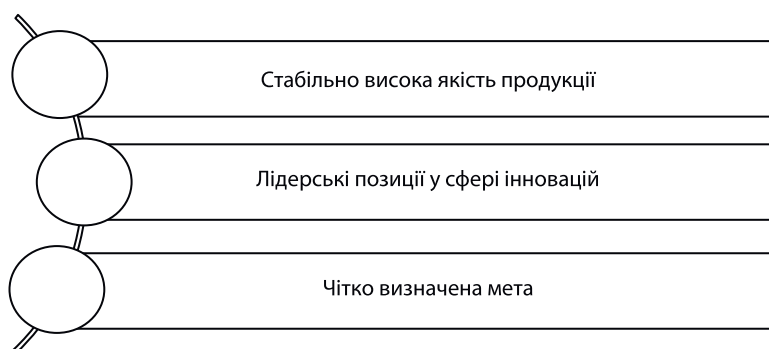 Стабільно висока якість продукції
Лідерські позиції у сфері інновацій
Чітко визначена мета